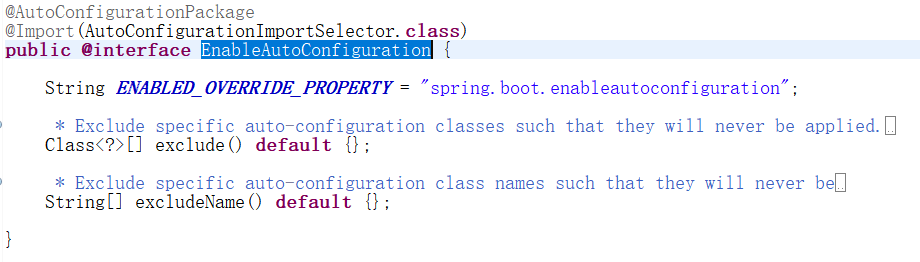 @AutoConfigurationPackage
@Import(AutoConfigurationImportSelector.class)
public @interface EnableAutoConfiguration {
String ENABLED_OVERRIDE_PROPERTY = "spring.boot.enableautoconfiguration";
* Exclude specific auto-configuration classes such that they will never be applied.
Class<?>[] exclude() default {};
* Exclude specific auto-configuration class names such that they will never be
String[] excludeName() default {};
}